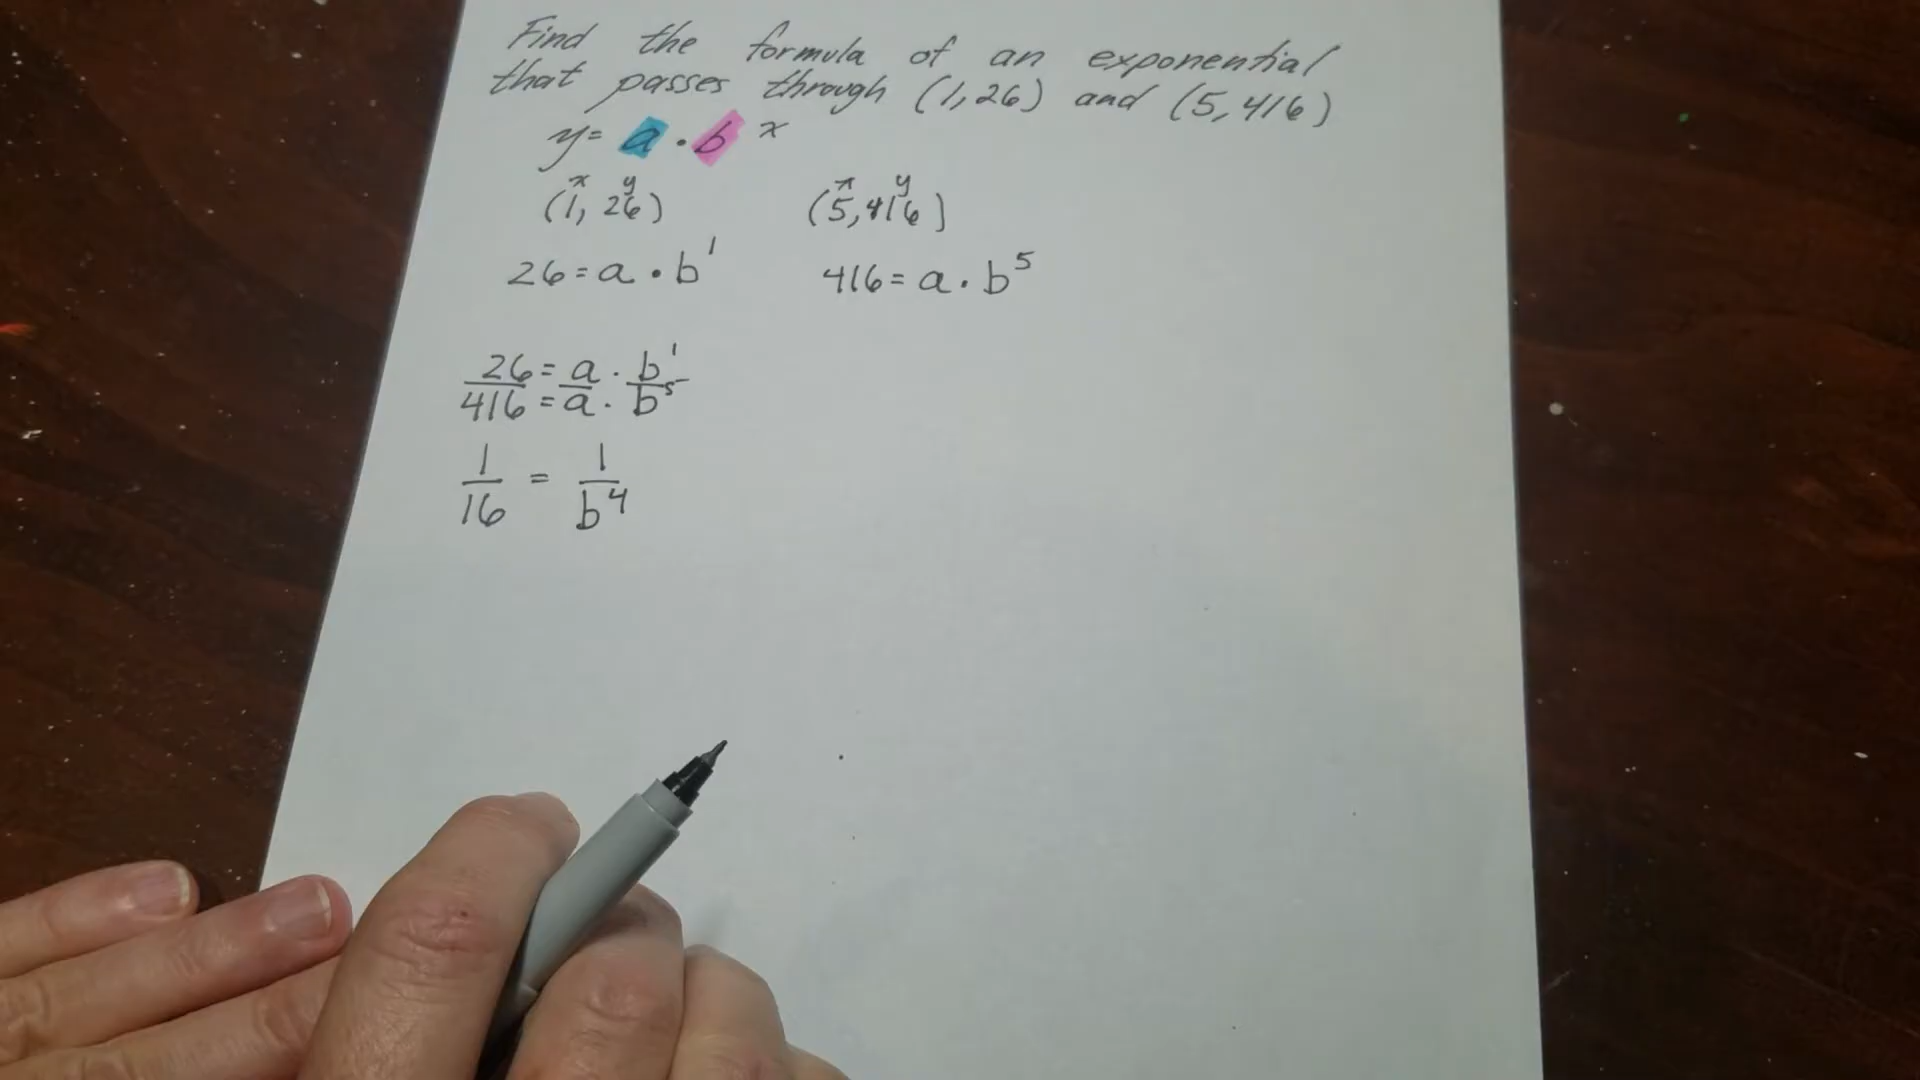 Find the formula of an exponential
that passes through (1,26) and (5,416)
y= a · b x
x y x y
(1, 26) (5,416)
26=a·b¹ 416=a·b⁵
26=a·b¹
416=a·b⁵
1 = 1
16 b⁴